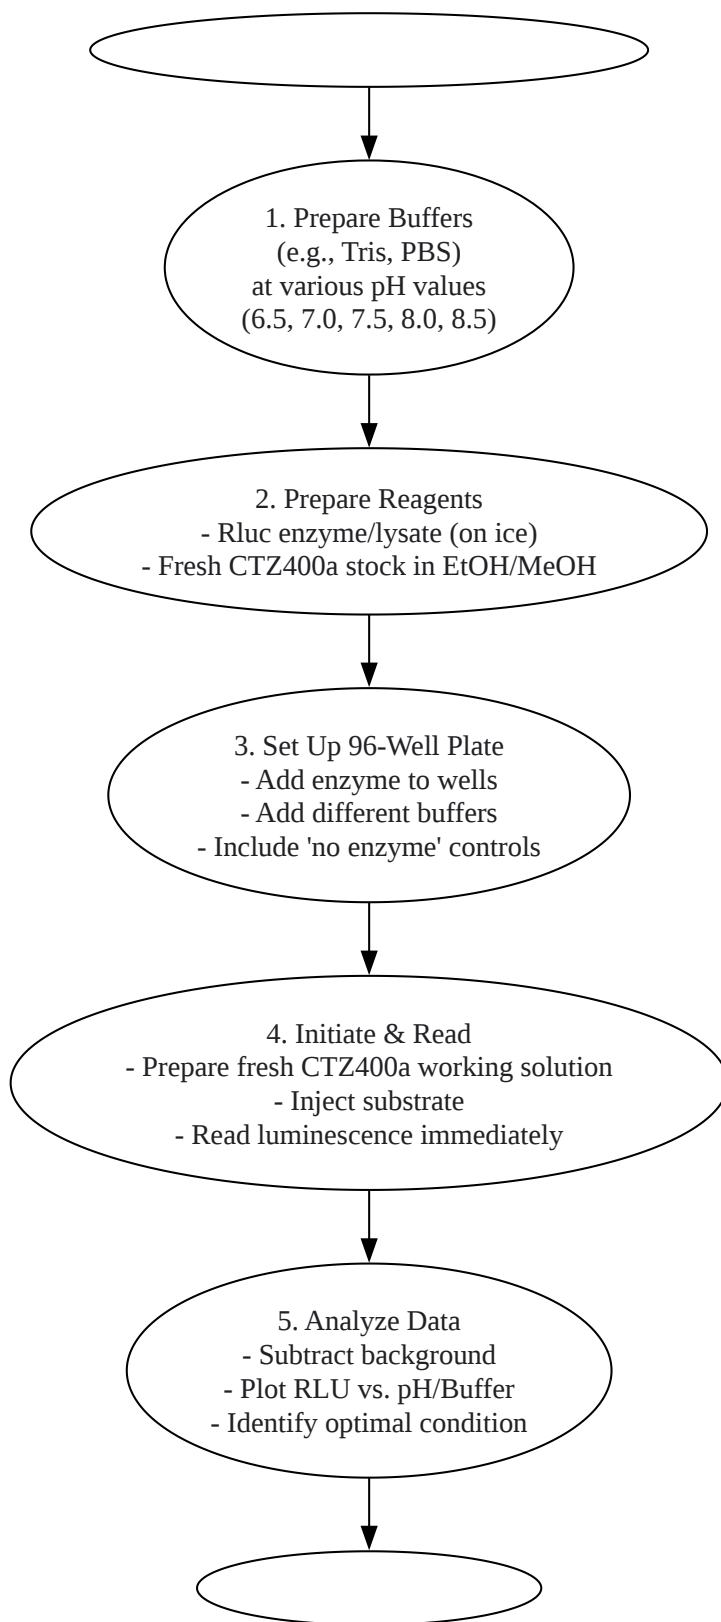 1. Prepare Buffers
(e.g., Tris, PBS)
at various pH values
(6.5, 7.0, 7.5, 8.0, 8.5)
2. Prepare Reagents
- Rluc enzyme/lysate (on ice)
- Fresh CTZ400a stock in EtOH/MeOH
3. Set Up 96-Well Plate
- Add enzyme to wells
- Add different buffers
- Include 'no enzyme' controls
4. Initiate & Read
- Prepare fresh CTZ400a working solution
- Inject substrate
- Read luminescence immediately
5. Analyze Data
- Subtract background
- Plot RLU vs. pH/Buffer
- Identify optimal condition